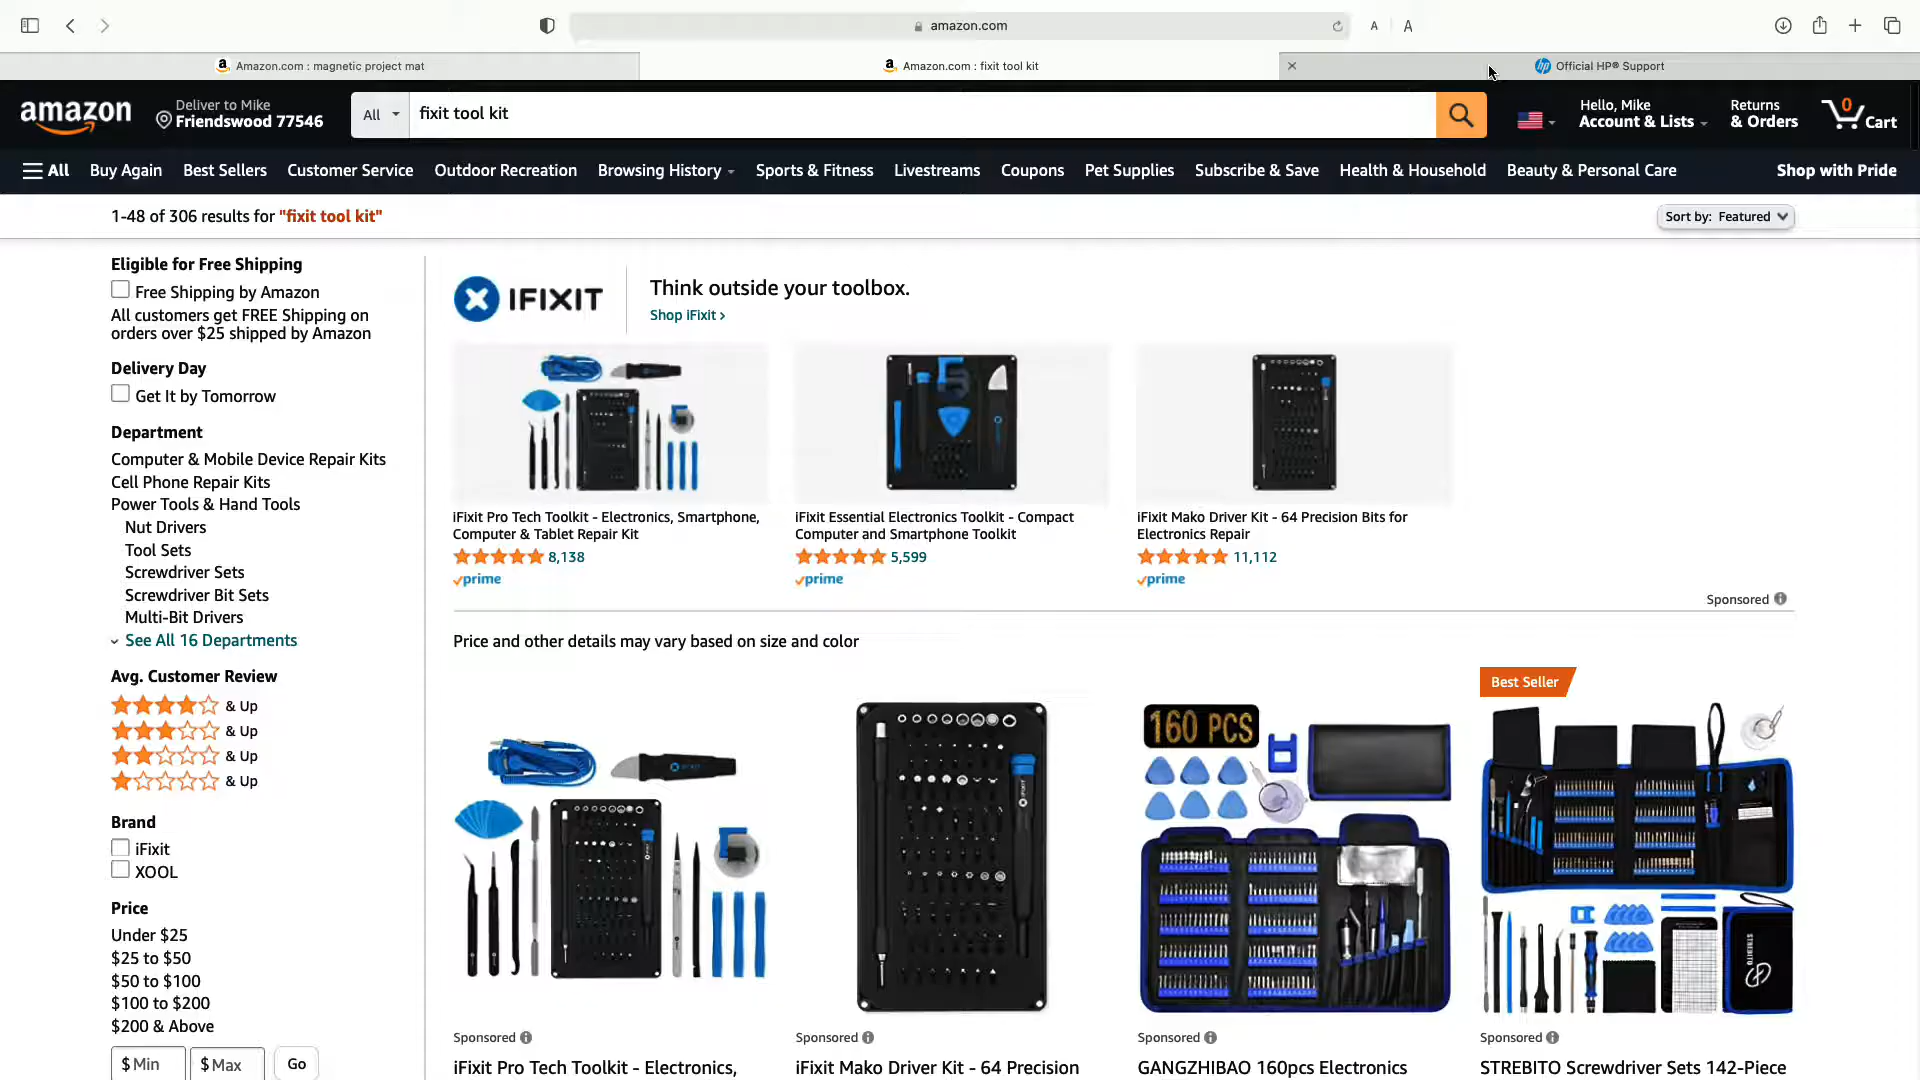 amazon.com
A A
Amazon.com : magnetic project mat
Amazon.com : fixit tool kit
Official HP® Support
amazon
Deliver to Mike
Friendswood 77546
All
fixit tool kit
Hello, Mike
Account & Lists
Returns
& Orders
0
Cart
All
Buy Again
Best Sellers
Customer Service
Outdoor Recreation
Browsing History
Sports & Fitness
Livestreams
Coupons
Pet Supplies
Subscribe & Save
Health & Household
Beauty & Personal Care
Shop with Pride
1-48 of 306 results for "fixit tool kit"
Sort by: Featured
Eligible for Free Shipping
Free Shipping by Amazon
All customers get FREE Shipping on
orders over $25 shipped by Amazon
Delivery Day
Get It by Tomorrow
Department
Computer & Mobile Device Repair Kits
Cell Phone Repair Kits
Power Tools & Hand Tools
Nut Drivers
Tool Sets
Screwdriver Sets
Screwdriver Bit Sets
Multi-Bit Drivers
See All 16 Departments
Avg. Customer Review
& Up
& Up
& Up
& Up
Brand
iFixit
XOOL
Price
Under $25
$25 to $50
$50 to $100
$100 to $200
$200 & Above
$ Min
$ Max
Go
IFIXIT
Think outside your toolbox.
Shop iFixit ›
iFixit Pro Tech Toolkit - Electronics, Smartphone,
Computer & Tablet Repair Kit
8,138
prime
iFixit Essential Electronics Toolkit - Compact
Computer and Smartphone Toolkit
5,599
prime
iFixit Mako Driver Kit - 64 Precision Bits for
Electronics Repair
11,112
prime
Sponsored
Price and other details may vary based on size and color
Best Seller
160 PCS
STREBITO
Sponsored
iFixit Pro Tech Toolkit - Electronics,
Sponsored
iFixit Mako Driver Kit - 64 Precision
Sponsored
GANGZHIBAO 160pcs Electronics
Sponsored
STREBITO Screwdriver Sets 142-Piece